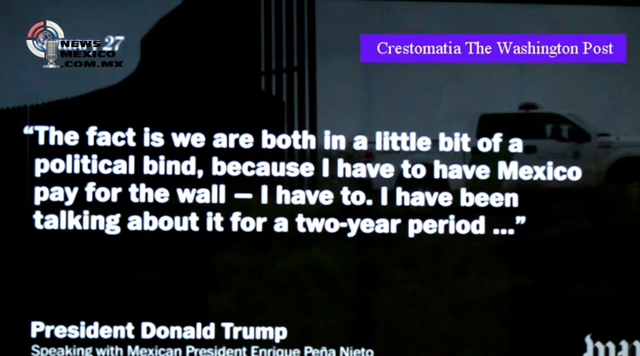 NEWS
MEXICO
.COM.MX
27
Crestomatia The Washington Post
“The fact is we are both in a little bit of a
political bind, because I have to have Mexico
pay for the wall — I have to. I have been
talking about it for a two-year period ...”
President Donald Trump
Speaking with Mexican President Enrique Peña Nieto